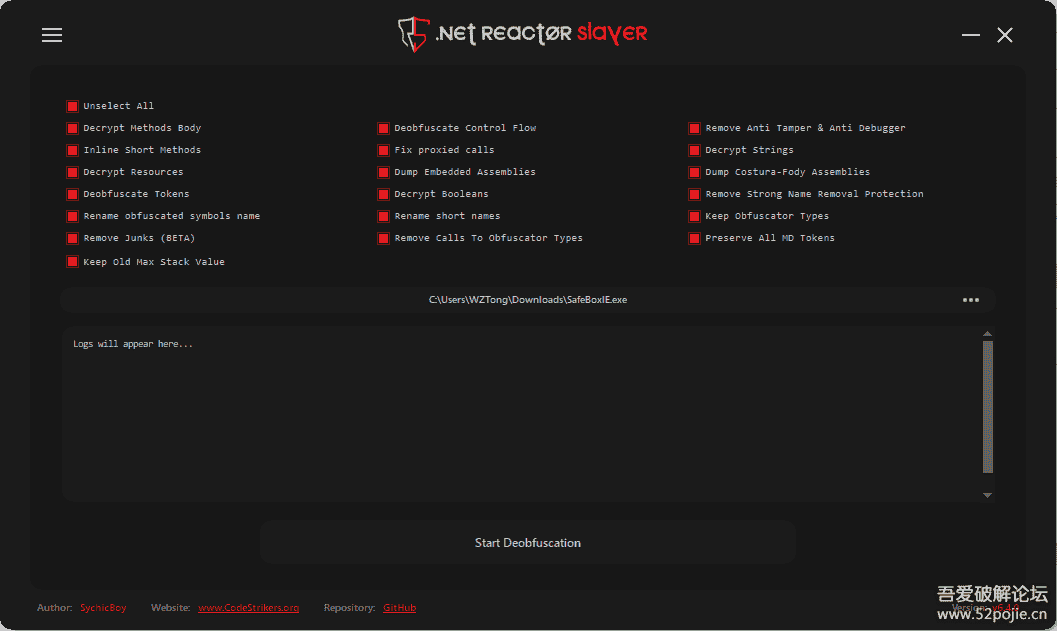 .NET REACTØR SLAYER
Unselect All
Decrypt Methods Body
Deobfuscate Control Flow
Remove Anti Tamper & Anti Debugger
Inline Short Methods
Fix proxied calls
Decrypt Strings
Decrypt Resources
Dump Embedded Assemblies
Dump Costura-Fody Assemblies
Deobfuscate Tokens
Decrypt Booleans
Remove Strong Name Removal Protection
Rename obfuscated symbols name
Rename short names
Keep Obfuscator Types
Remove Junks (BETA)
Remove Calls To Obfuscator Types
Preserve All MD Tokens
Keep Old Max Stack Value
C:\Users\WZTong\Downloads\SafeBoxIE.exe
Logs will appear here...
Start Deobfuscation
Author: SychicBoy Website: www.CodeStrikers.org Repository: GitHub
吾爱破解论坛
Version: v6.4.0
www.52pojie.cn